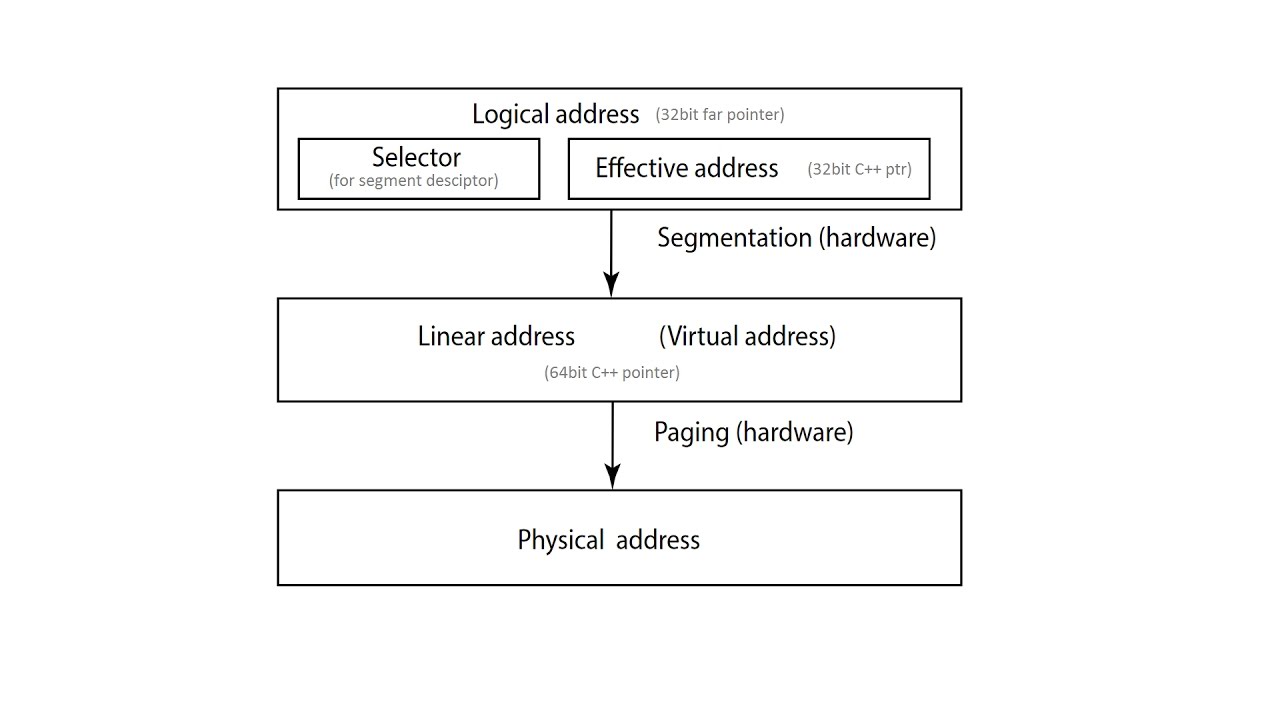 Logical address (32bit far pointer)
Selector
(for segment desciptor)
Effective address (32bit C++ ptr)
Segmentation (hardware)
Linear address (Virtual address)
(64bit C++ pointer)
Paging (hardware)
Physical address